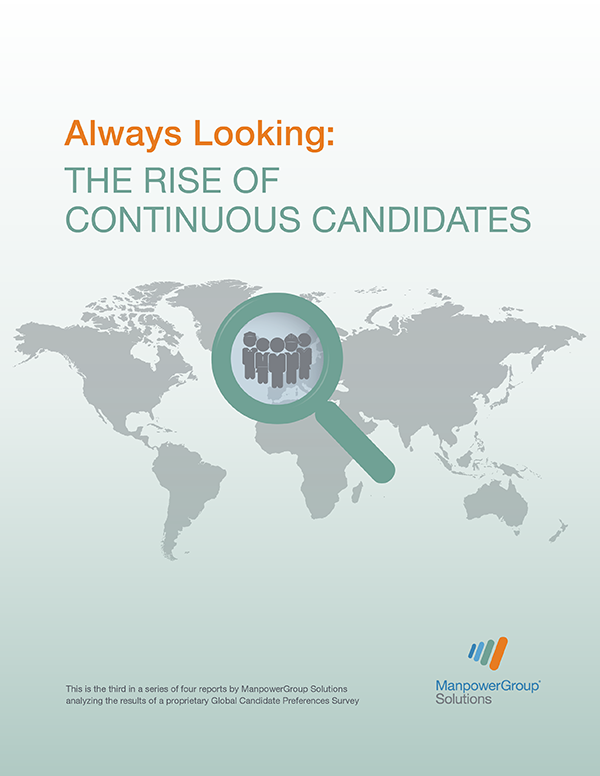 Always Looking:
THE RISE OF
CONTINUOUS CANDIDATES
This is the third in a series of four reports by ManpowerGroup Solutions
analyzing the results of a proprietary Global Candidate Preferences Survey
ManpowerGroup®
Solutions